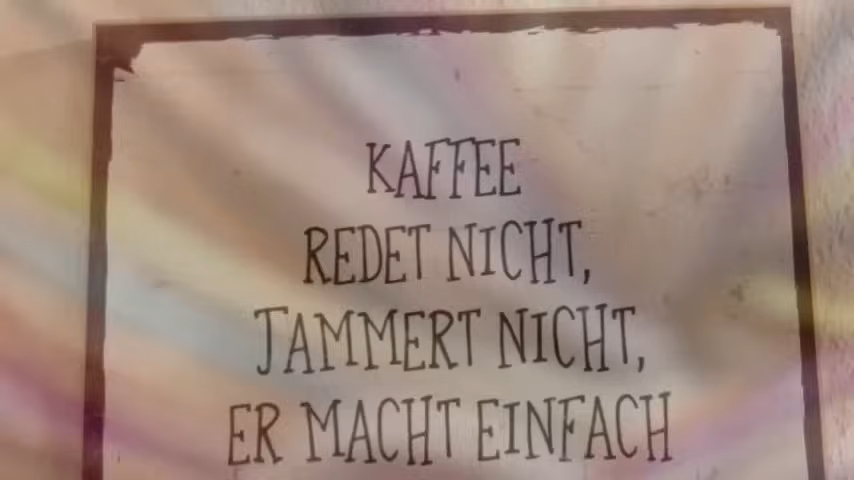 KAFFEE
REDET NICHT,
JAMMERT NICHT,
ER MACHT EINFACH